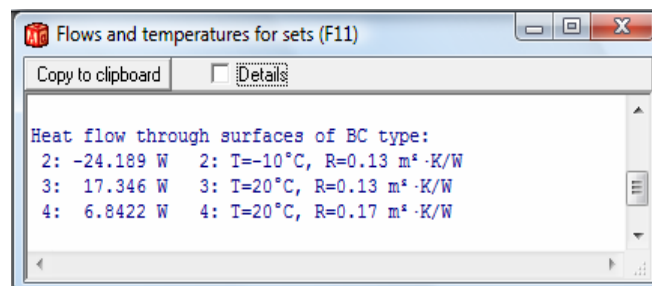 Flows and temperatures for sets (F11)
Copy to clipboard Details
Heat flow through surfaces of BC type:
2: -24.189 W 2: T=-10°C, R=0.13 m²·K/W
3: 17.346 W 3: T=20°C, R=0.13 m²·K/W
4: 6.8422 W 4: T=20°C, R=0.17 m²·K/W